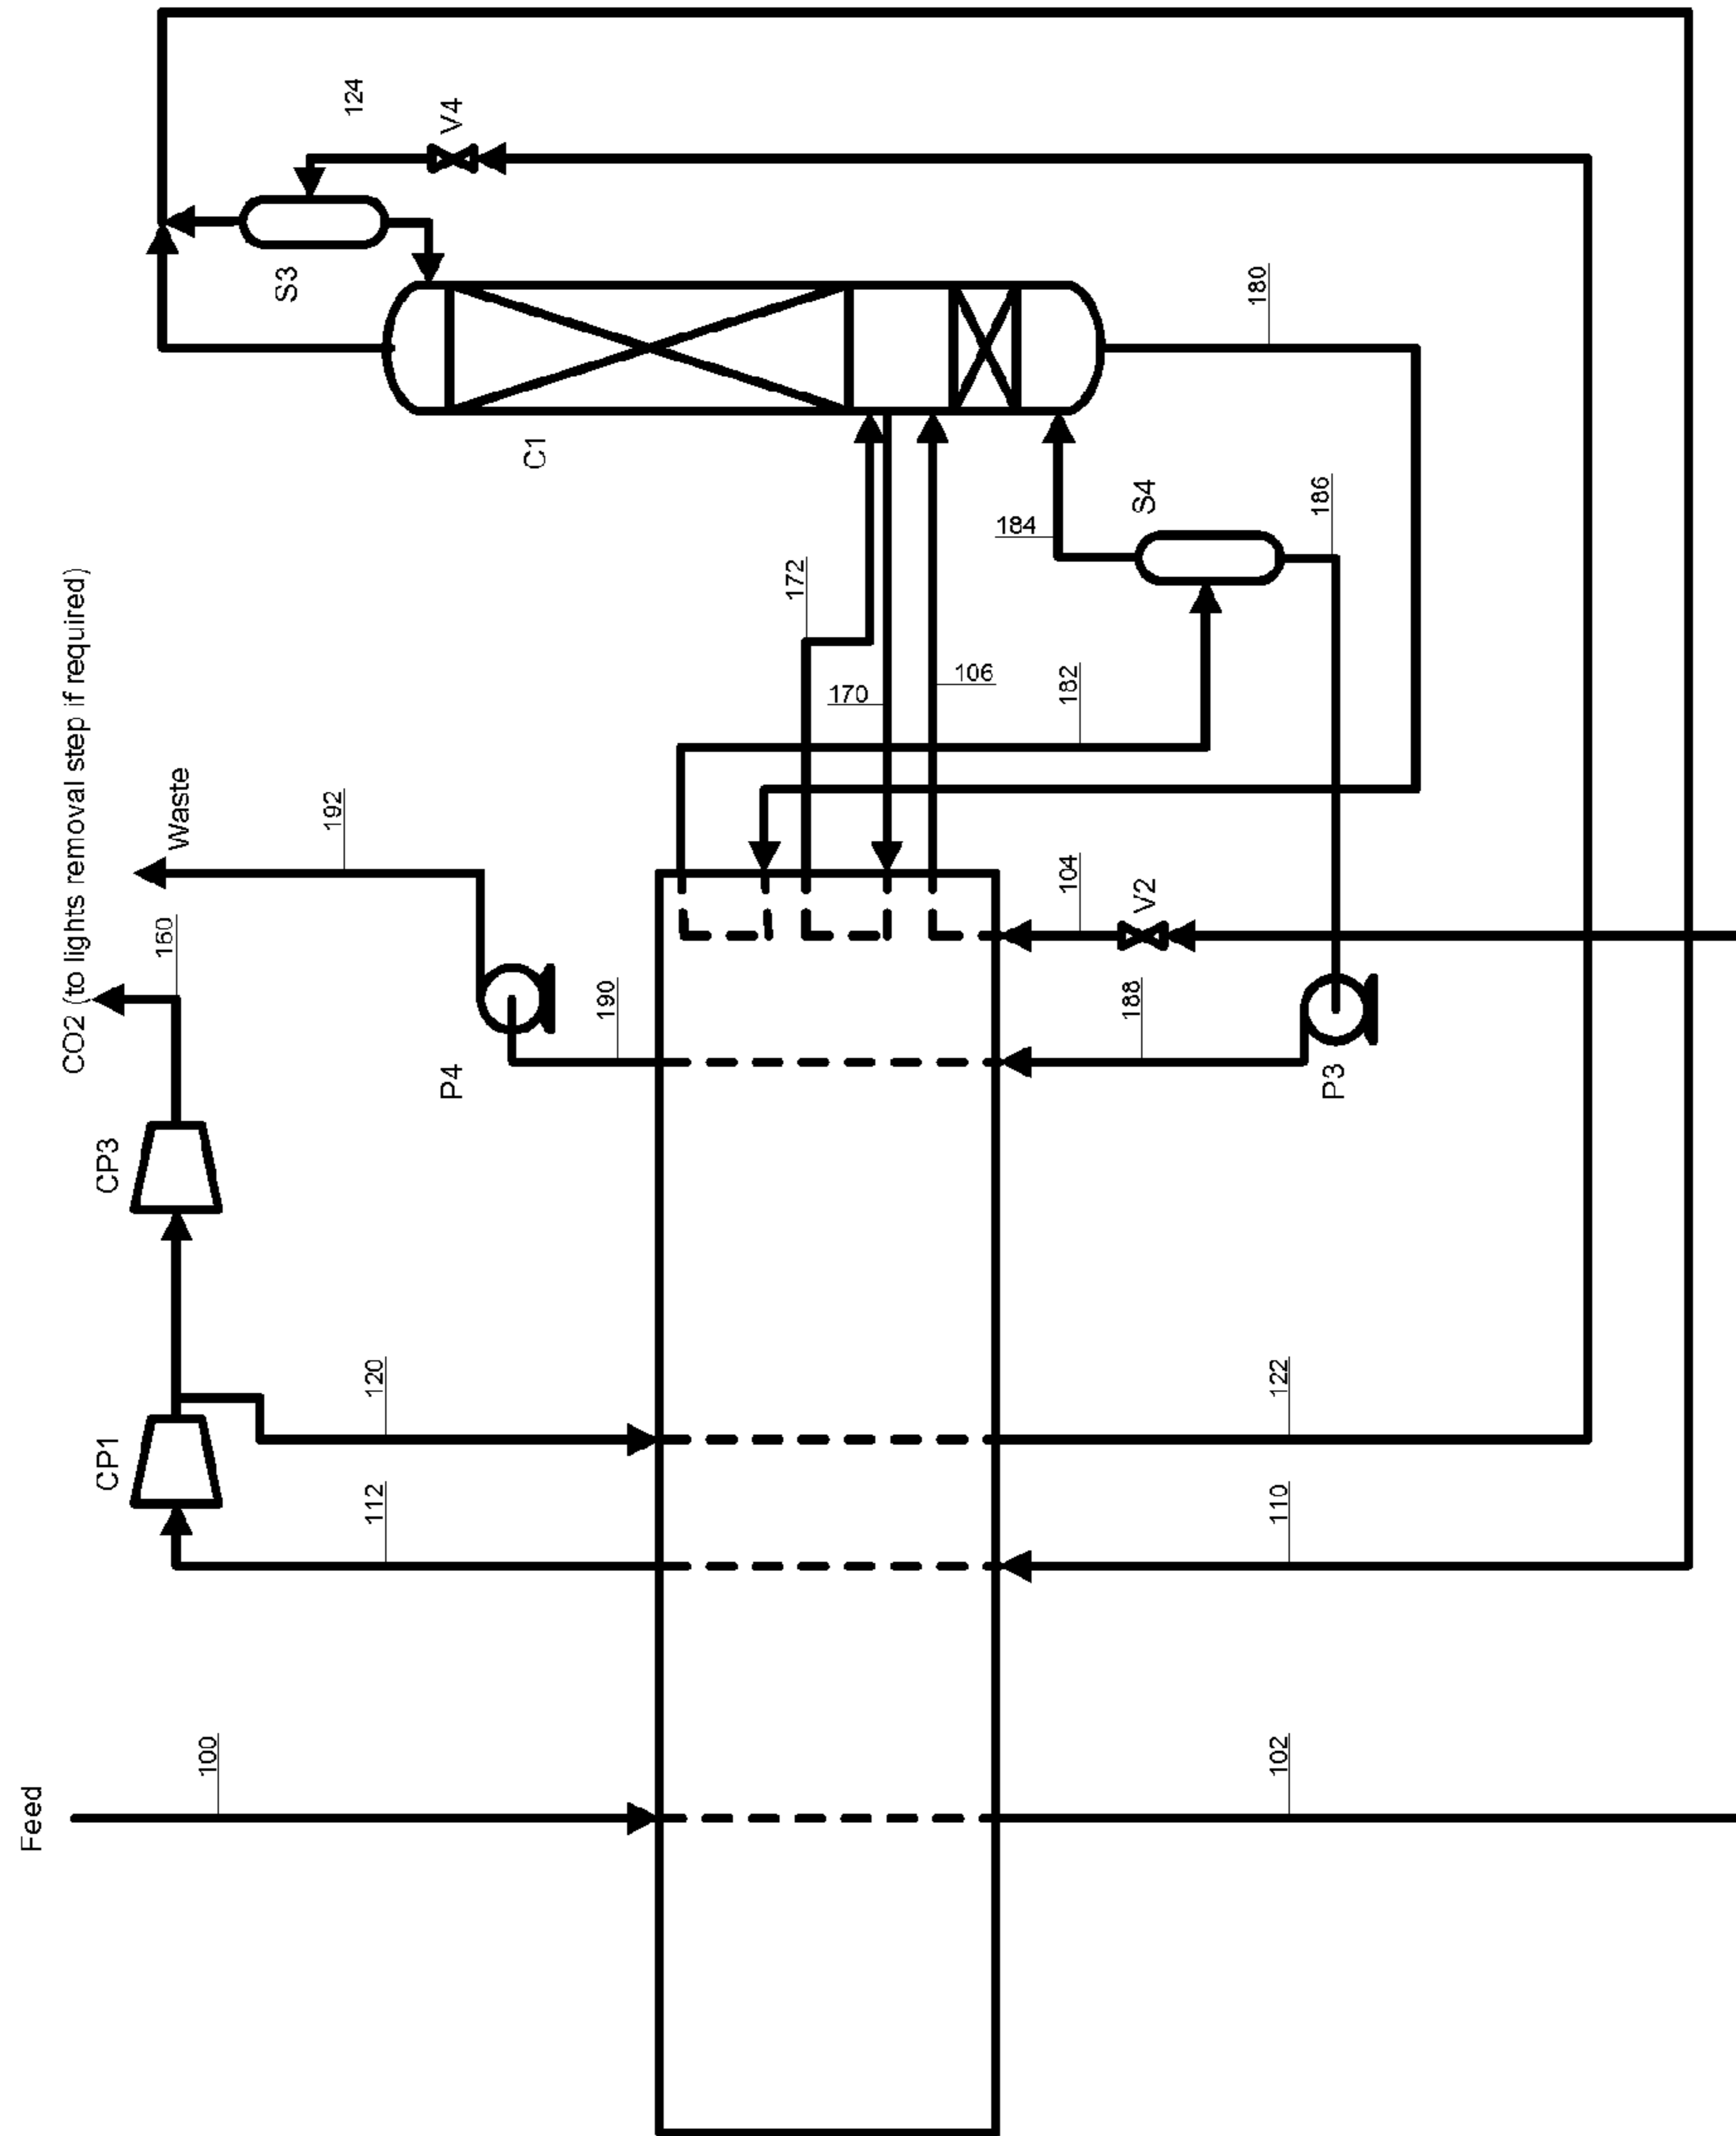 Feed
100
102
CP1
112
110
120
122
CP3
160
CO2 (to lights removal step if required)
P4
190
188
P3
192
Waste
104
V2
170
106
182
172
184
S4
186
C1
180
S3
124
V4